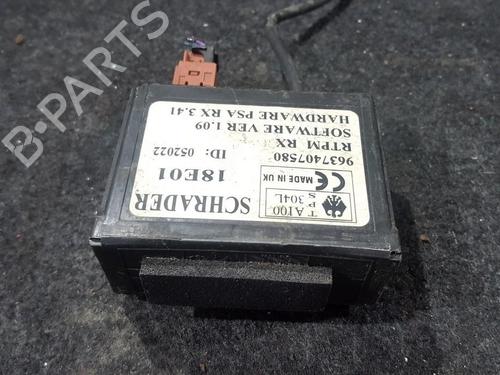 SCHRADER
T A100
P 304L
S
18E01
MADE IN UK
ID: 052022
9637407580
RTPM RX
SOFTWARE VER 1.09
HARDWARE PSA RX 3.41
B-PARTS